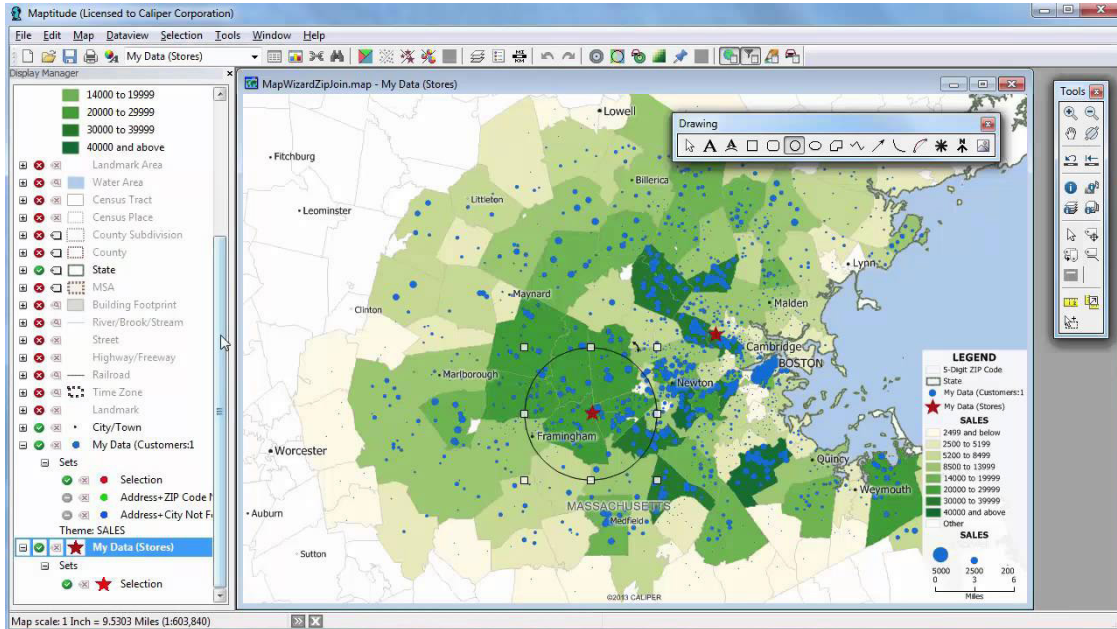 Maptitude (Licensed to Caliper Corporation)
File Edit Map Dataview Selection Tools Window Help
My Data (Stores)
Display Manager
14000 to 19999
20000 to 29999
30000 to 39999
40000 and above
Landmark Area
Water Area
Census Tract
Census Place
County Subdivision
County
State
MSA
Building Footprint
River/Brook/Stream
Street
Highway/Freeway
Railroad
Time Zone
Landmark
City/Town
My Data (Customers:1
Sets
Selection
Address+ZIP Code
Address+City Not
Theme: SALES
My Data (Stores)
Sets
Selection
MapWizardZipJoin.map - My Data (Stores)
Drawing
Tools
Lowell
Fitchburg
Billerica
Littleton
Leominster
Lynn
Maynard
Clinton
Malden
Cambridge
BOSTON
Marlborough
Newton
Framingham
Worcester
Quincy
Weymouth
MASSACHUSETTS
Medfield
Auburn
Sutton
©2013 CALIPER
LEGEND
5-Digit ZIP Code
State
My Data (Customers:1
My Data (Stores)
SALES
2499 and below
2500 to 5199
5200 to 8499
8500 to 13999
14000 to 19999
20000 to 29999
30000 to 39999
40000 and above
Other
SALES
5000 2500 200
0 3 6
Miles
Map scale: 1 Inch = 9.5303 Miles (1:603,840)